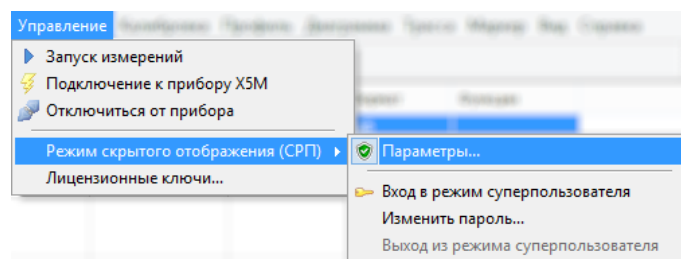 Управление
Запуск измерений
Подключение к прибору X5M
Отключиться от прибора
Режим скрытого отображения (СРП)
Параметры...
Лицензионные ключи...
Вход в режим суперпользователя
Изменить пароль...
Выход из режима суперпользователя